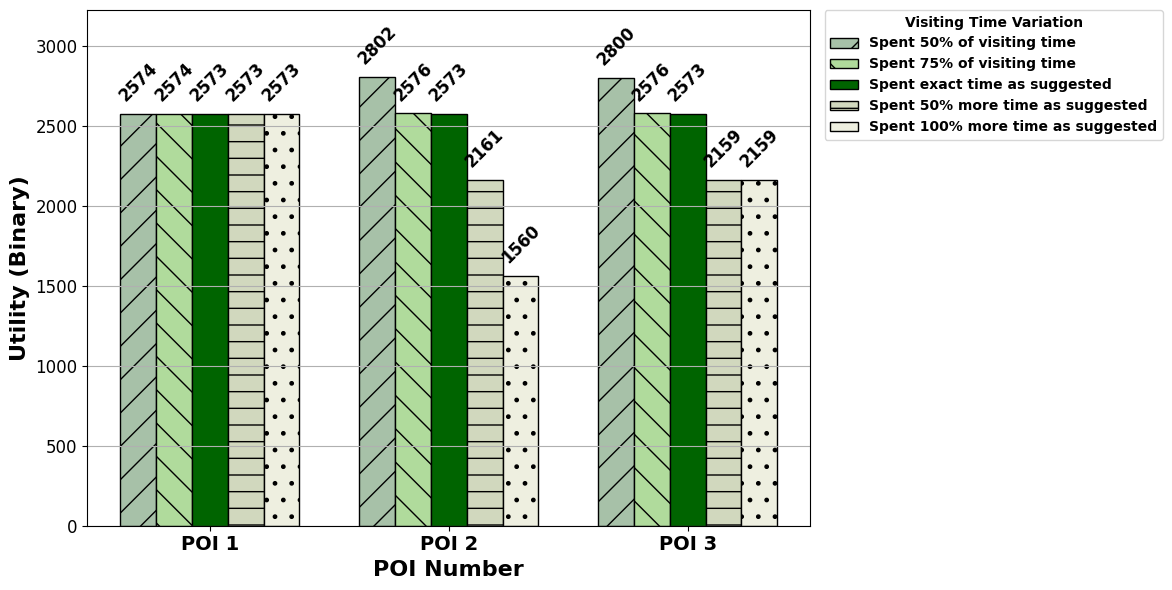 Utility (Binary)
3000
2500
2000
1500
1000
500
0
2574
2574
2573
2573
2573
2802
2576
2573
2161
1560
2800
2576
2573
2159
2159
POI 1
POI 2
POI 3
POI Number
Visiting Time Variation
Spent 50% of visiting time
Spent 75% of visiting time
Spent exact time as suggested
Spent 50% more time as suggested
Spent 100% more time as suggested